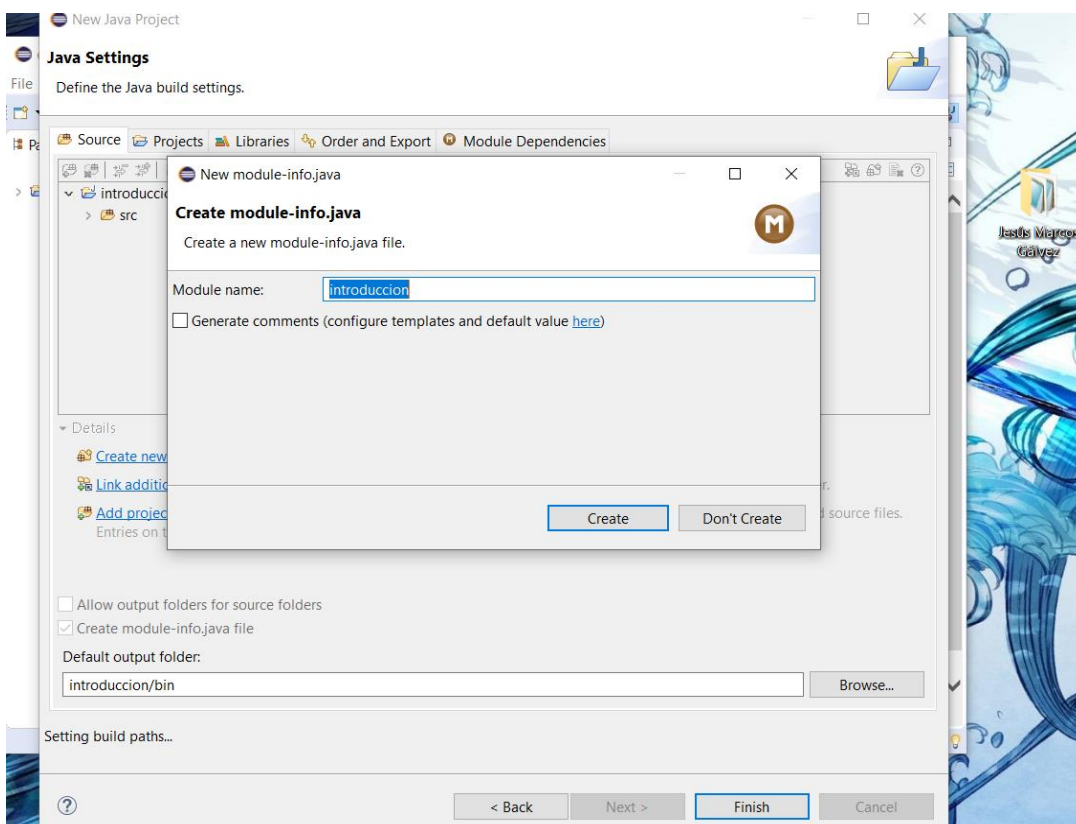 New Java Project
Java Settings
File
Define the Java build settings.
Source Projects Libraries Order and Export Module Dependencies
New module-info.java
introducció
src
Create module-info.java
Create a new module-info.java file.
Jesús Marcos
Gálvez
Module name: introduccion
Generate comments (configure templates and default value here)
Details
Create new
Link additio
r.
Create Don't Create
Add projec
d source files.
Entries on t
Allow output folders for source folders
Create module-info.java file
Default output folder:
introduccion/bin Browse...
Setting build paths...
< Back Next > Finish Cancel